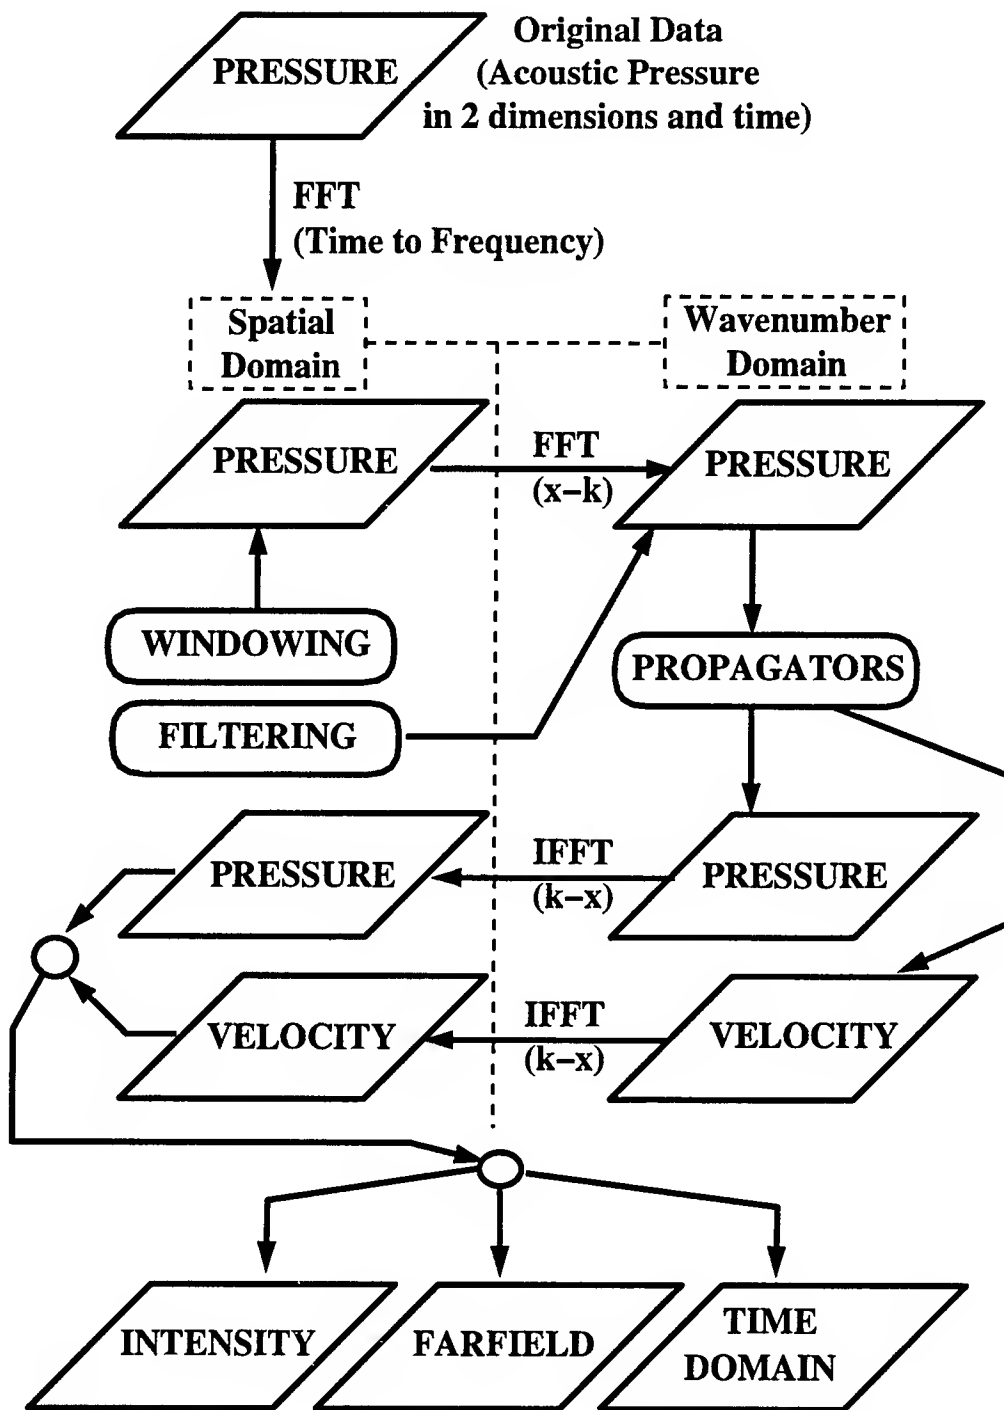 PRESSURE
Original Data
(Acoustic Pressure
in 2 dimensions and time)
FFT
(Time to Frequency)
Spatial
Domain
Wavenumber
Domain
PRESSURE
FFT
(x−k)
PRESSURE
WINDOWING
PROPAGATORS
FILTERING
PRESSURE
IFFT
(k−x)
PRESSURE
VELOCITY
IFFT
(k−x)
VELOCITY
INTENSITY
FARFIELD
TIME
DOMAIN